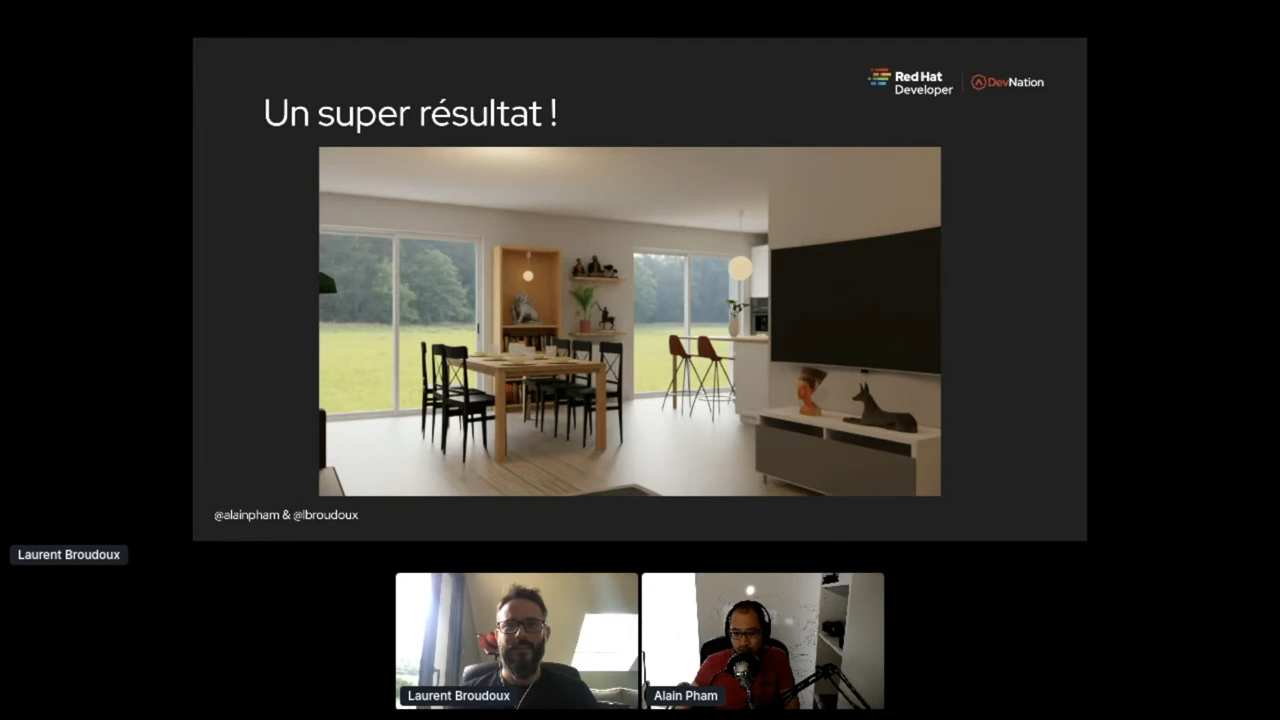 Red Hat
Developer
DevNation
Un super résultat !
@alainpham & @lbroudoux
Laurent Broudoux
Laurent Broudoux
Alain Pham